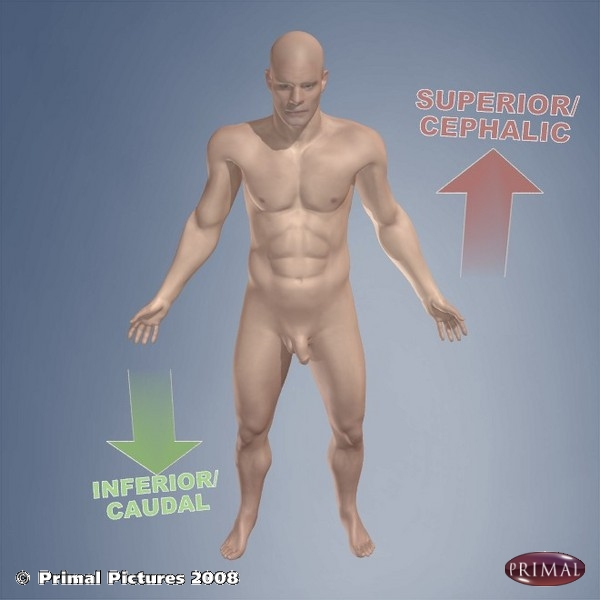 SUPERIOR/
CEPHALIC
INFERIOR/
CAUDAL
© Primal Pictures 2008
PRIMAL